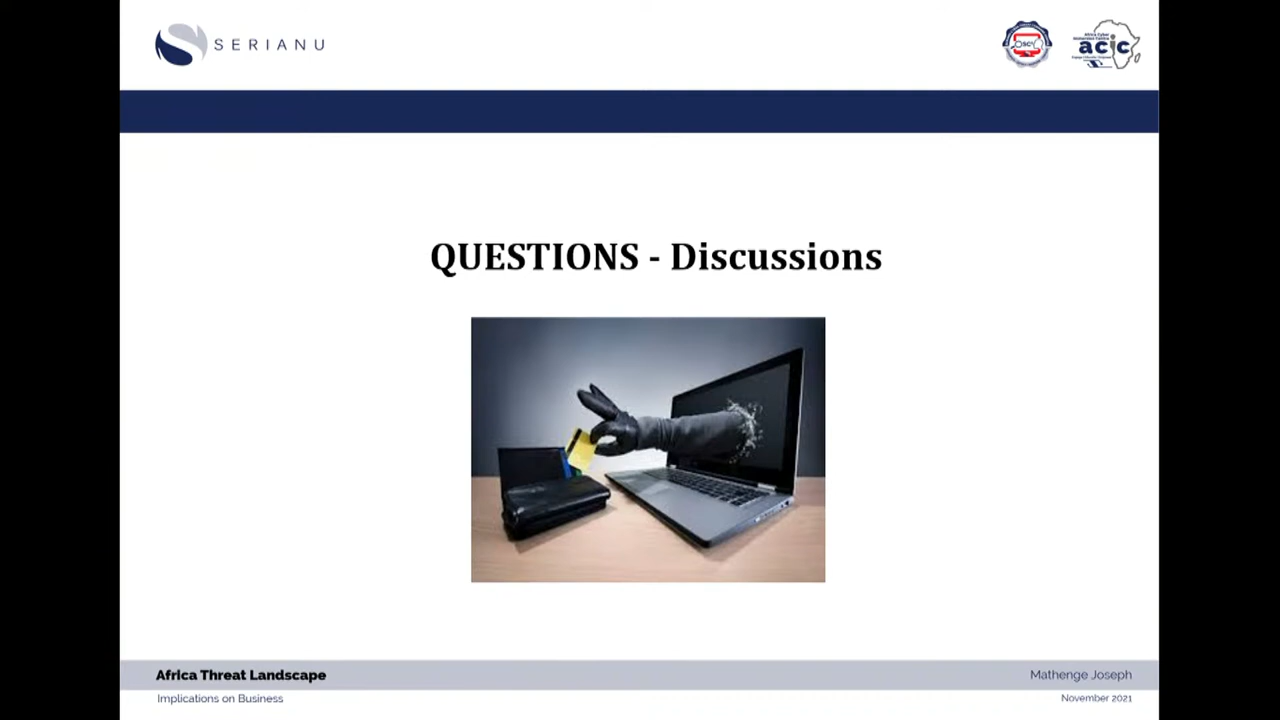 SERIANU
acic
QUESTIONS - Discussions
Africa Threat Landscape
Mathenge Joseph
Implications on Business
November 2021